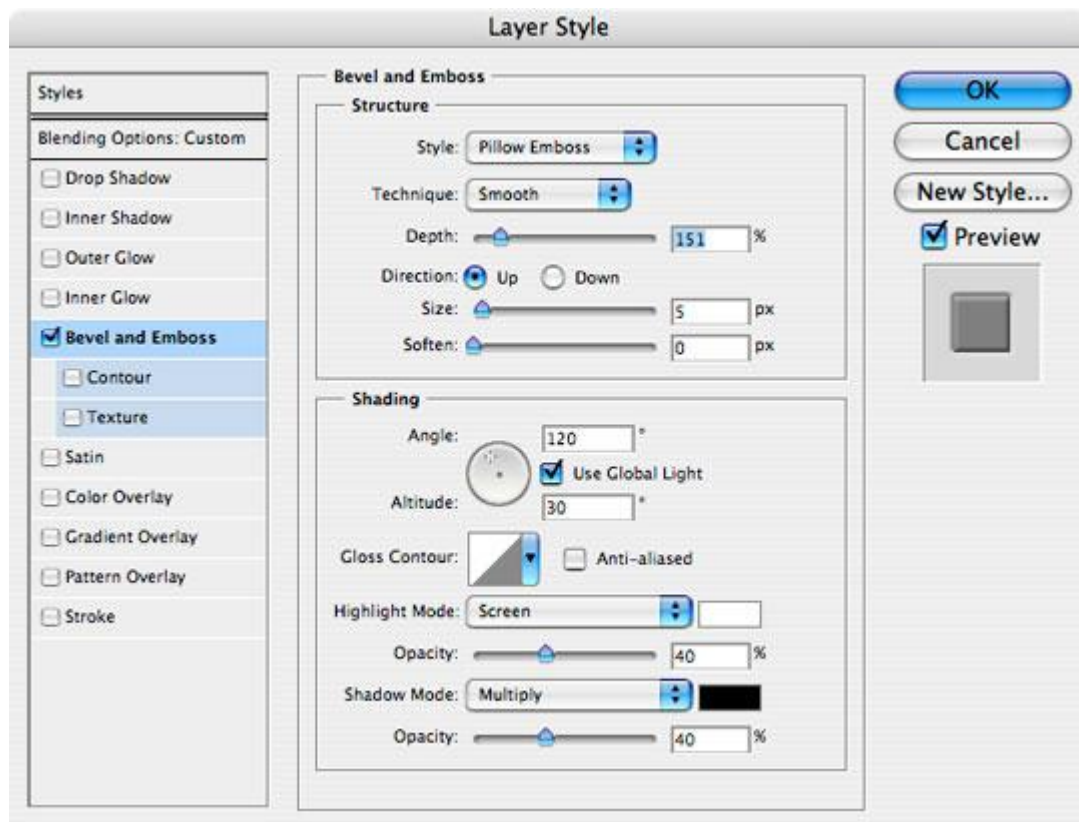 Layer Style
Styles
Blending Options: Custom
Drop Shadow
Inner Shadow
Outer Glow
Inner Glow
Bevel and Emboss
Contour
Texture
Satin
Color Overlay
Gradient Overlay
Pattern Overlay
Stroke
Bevel and Emboss
Structure
Style: Pillow Emboss
Technique: Smooth
Depth: 151 %
Direction: Up Down
Size: 5 px
Soften: 0 px
Shading
Angle: 120 °
Use Global Light
Altitude: 30 °
Gloss Contour: Anti-aliased
Highlight Mode: Screen
Opacity: 40 %
Shadow Mode: Multiply
Opacity: 40 %
OK
Cancel
New Style...
Preview